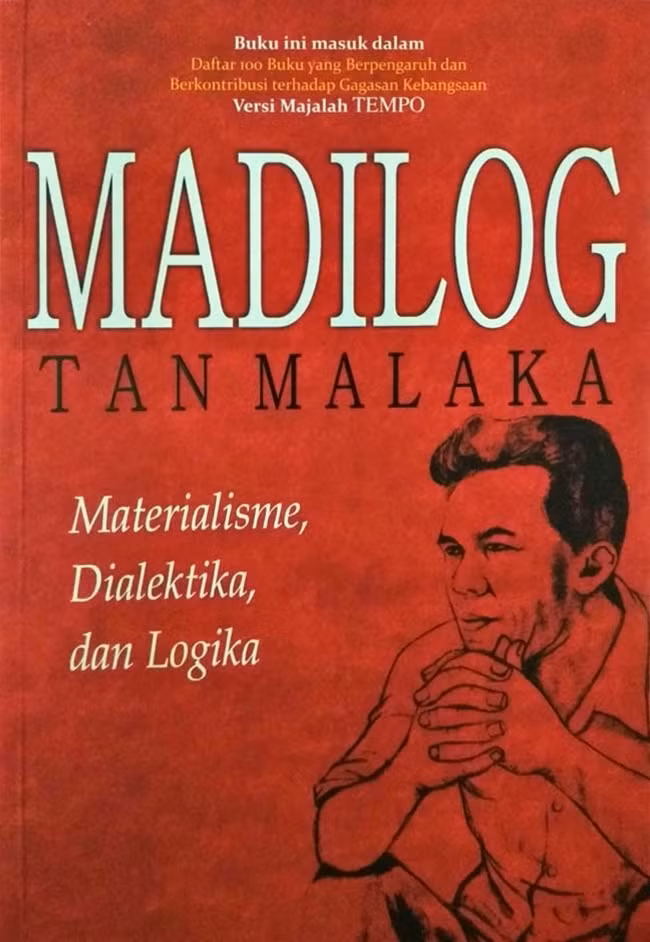 Buku ini masuk dalam
Daftar 100 Buku yang Berpengaruh dan
Berkontribusi terhadap Gagasan Kebangsaan
Versi Majalah TEMPO
MADILOG
TAN MALAKA
Materialisme,
Dialektika,
dan Logika